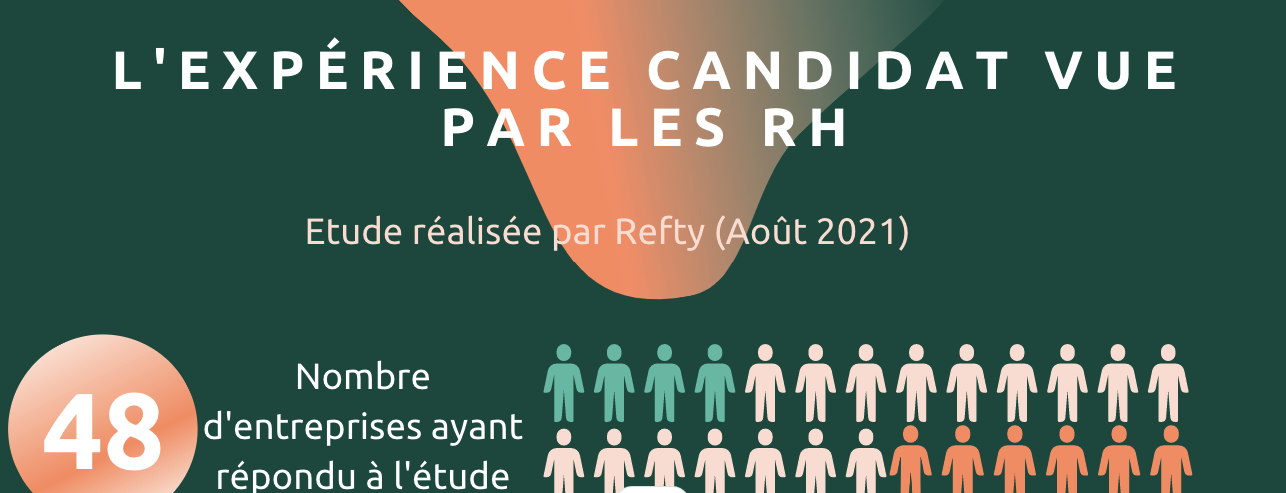 L'EXPÉRIENCE CANDIDAT VUE
PAR LES RH
Etude réalisée par Refty (Août 2021)
48
Nombre
d'entreprises ayant
répondu à l'étude